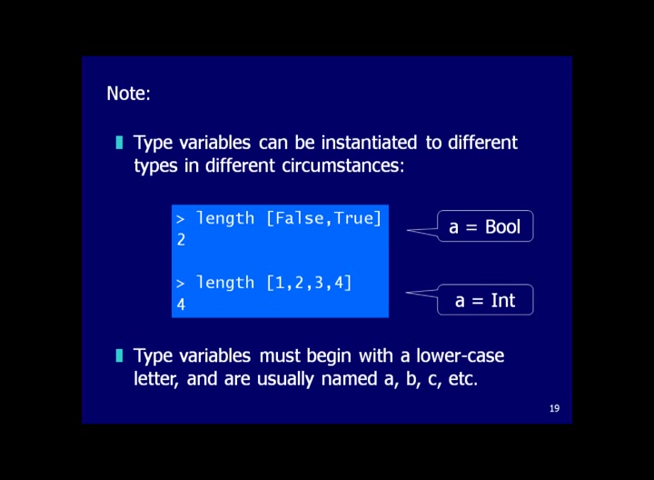 Note:
Type variables can be instantiated to different
types in different circumstances:
> length [False,True]
2
a = Bool
> length [1,2,3,4]
4
a = Int
Type variables must begin with a lower-case
letter, and are usually named a, b, c, etc.
19